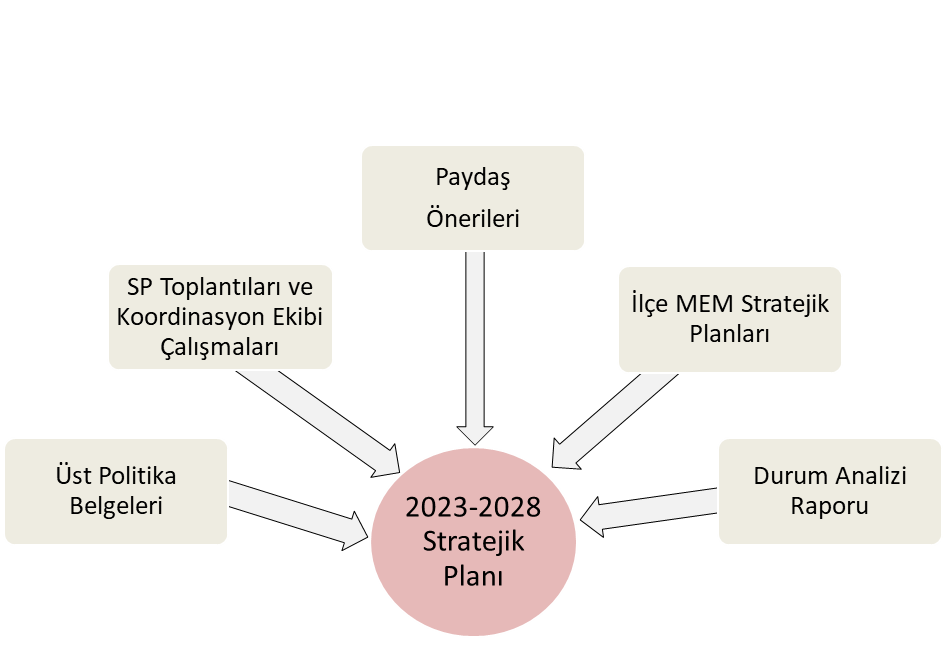 Paydaş
Önerileri
SP Toplantıları ve
Koordinasyon Ekibi
Çalışmaları
İlçe MEM Stratejik
Planları
Üst Politika
Belgeleri
Durum Analizi
Raporu
2023-2028
Stratejik
Planı